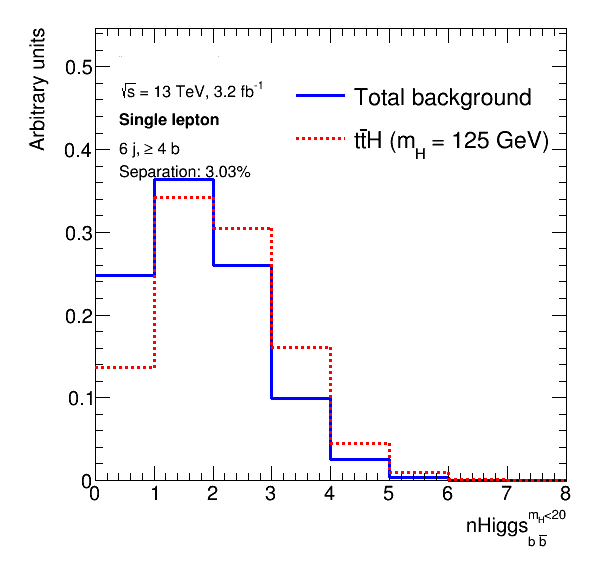 Arbitrary units
0.5
0.4
0.3
0.2
0.1
0
√s = 13 TeV, 3.2 fb⁻¹
Single lepton
6 j, ≥ 4 b
Separation: 3.03%
Total background
tt̄H (m_H = 125 GeV)
0 1 2 3 4 5 6 7 8
nHiggs_{b b̄}^{m_H<20}